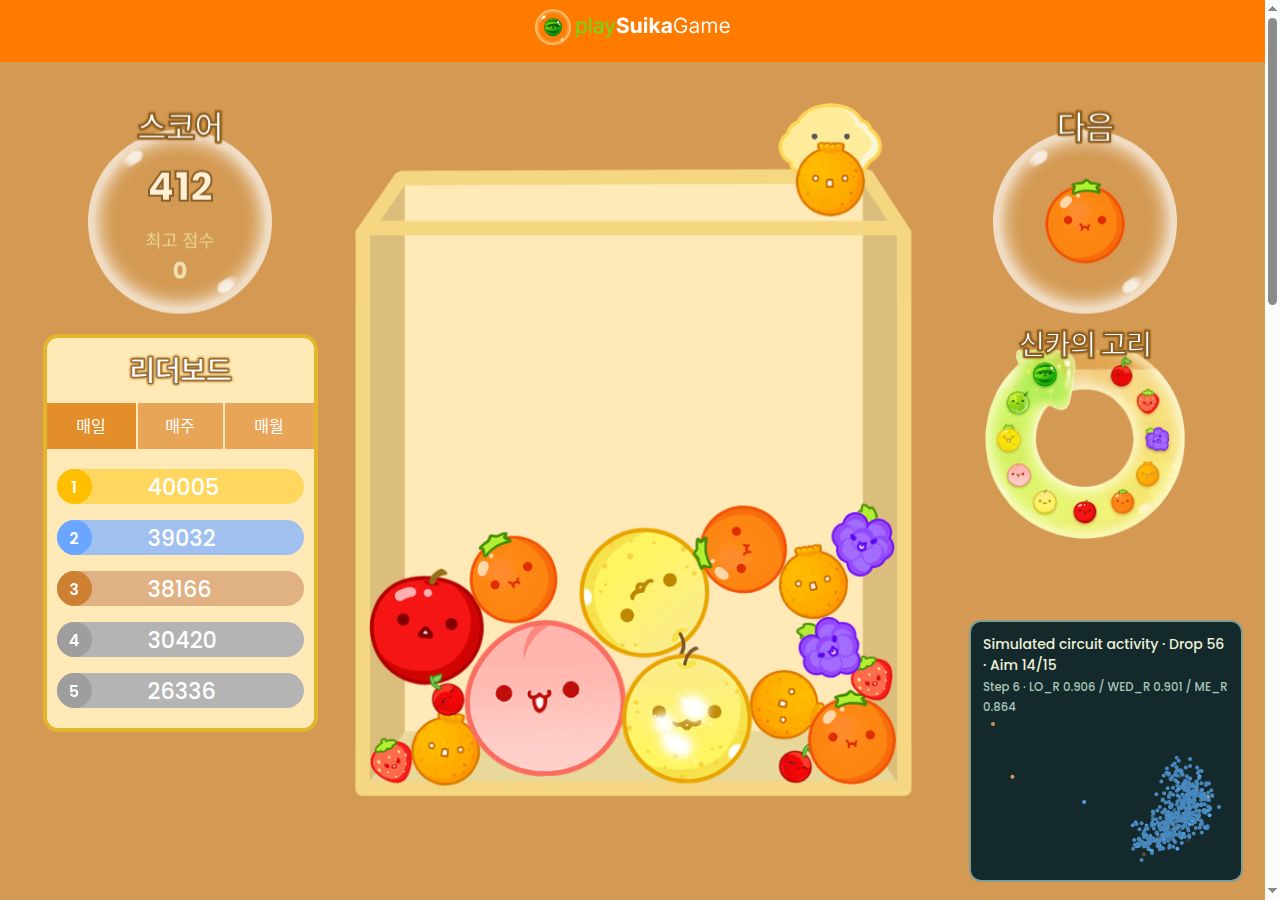 playSuikaGame
스코어
412
최고 점수
0
리더보드
매일 매주 매월
1 40005
2 39032
3 38166
4 30420
5 26336
다음
신카의 고리
Simulated circuit activity · Drop 56
· Aim 14/15
Step 6 · LO_R 0.906 / WED_R 0.901 / ME_R
0.864